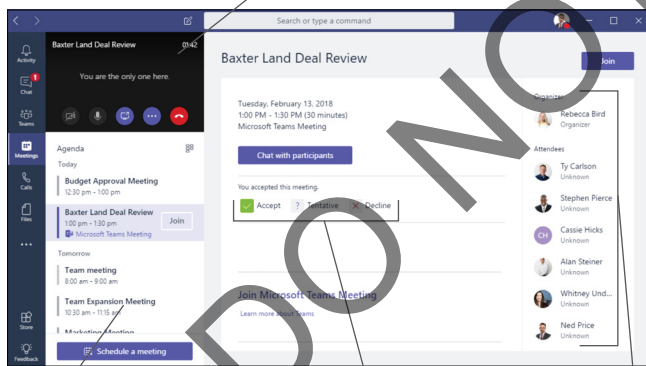 Search or type a command
Activity
Chat
1
Teams
Meetings
Calls
Files
Store
Feedback
Baxter Land Deal Review
01:42
You are the only one here.
Agenda
Today
Budget Approval Meeting
12:30 pm - 1:00 pm
Baxter Land Deal Review
1:00 pm - 1:30 pm
Microsoft Teams Meeting
Join
Tomorrow
Team meeting
8:00 am - 9:00 am
Team Expansion Meeting
10:30 am - 11:15 am
Marketing Meeting
Schedule a meeting
Baxter Land Deal Review
Join
Tuesday, February 13, 2018
1:00 PM - 1:30 PM (30 minutes)
Microsoft Teams Meeting
Chat with participants
You accepted this meeting.
Accept ? Tentative Decline
Join Microsoft Teams Meeting
Learn more about Teams
Organizer
Rebecca Bird
Organizer
Attendees
Ty Carlson
Unknown
Stephen Pierce
Unknown
CH
Cassie Hicks
Unknown
Alan Steiner
Unknown
Whitney Und...
Unknown
Ned Price
Unknown
DO NO